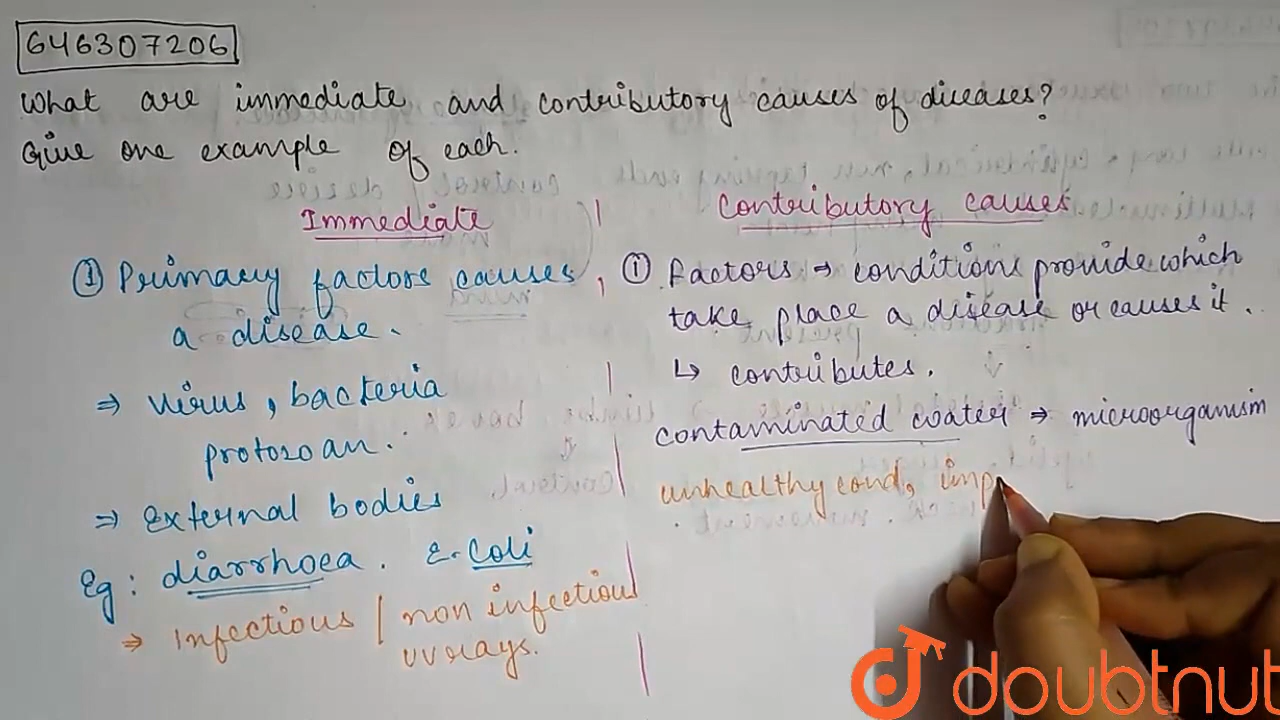 646307206
What are immediate and contributory causes of diseases?
Give one example of each.
Immediate
① Primary factors causes
a disease.
⇒ virus, bacteria
protozoan.
⇒ External bodies
Eg: diarrhoea. E-Coli
⇒ Infectious / non infectious
uv rays.
Contributory causes
① Factors ⇒ conditions provide which
take place a disease or causes it.
↳ contributes.
contaminated water ⇒ microorganism
unhealthy cond, imp
doubtnut